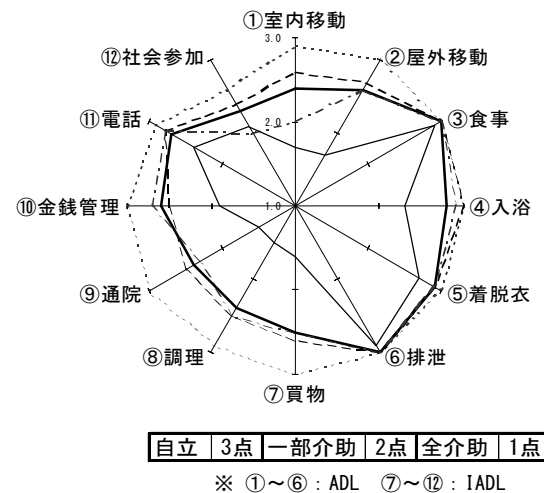 ①室内移動
②屋外移動
③食事
④入浴
⑤着脱衣
⑥排泄
⑦買物
⑧調理
⑨通院
⑩金銭管理
⑪電話
⑫社会参加
3.0
2.0
1.0
自立 3点 一部介助 2点 全介助 1点
※ ①～⑥：ADL ⑦～⑫：IADL